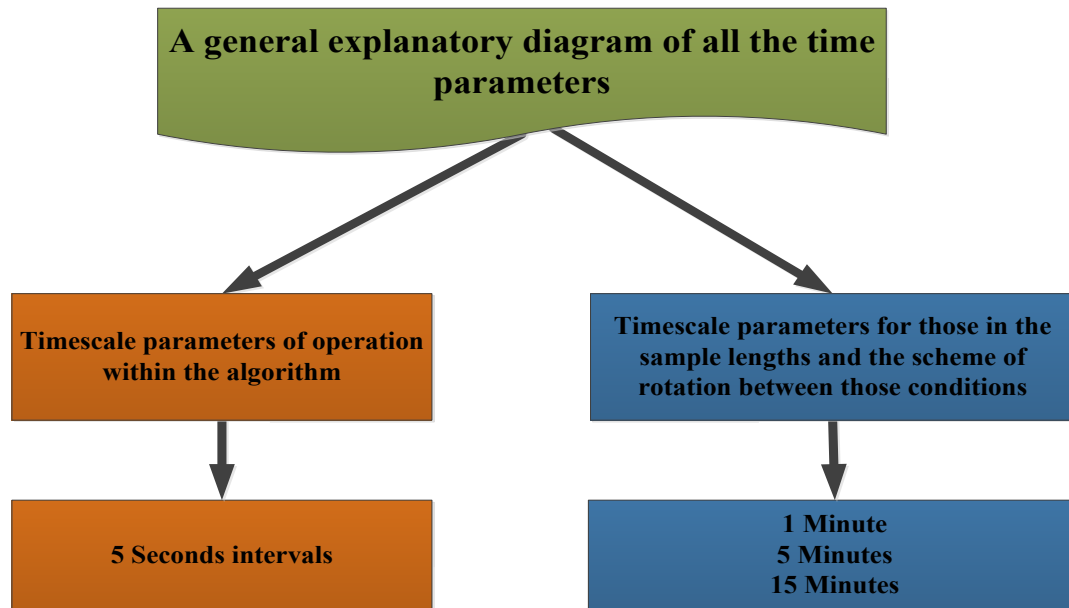 A general explanatory diagram of all the time
parameters
Timescale parameters of operation
within the algorithm
Timescale parameters for those in the
sample lengths and the scheme of
rotation between those conditions
5 Seconds intervals
1 Minute
5 Minutes
15 Minutes